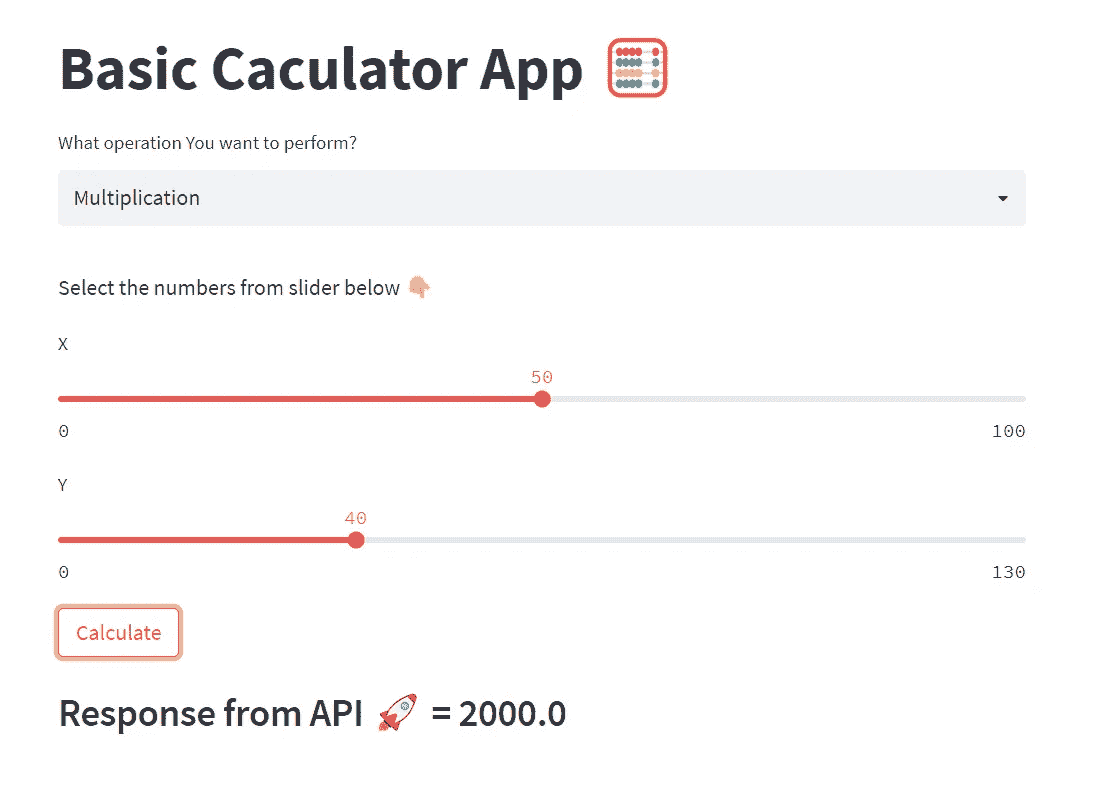 Basic Caculator App 🧮
What operation You want to perform?
Multiplication
Select the numbers from slider below 👇
X
50
0 100
Y
40
0 130
Calculate
Response from API 🚀 = 2000.0